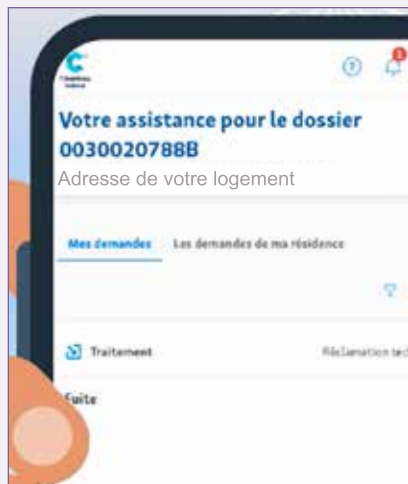 ?
1
Votre assistance pour le dossier
0030020788B
Adresse de votre logement
Mes demandes Les demandes de ma résidence
Traitement Réclamation tec
Fuite